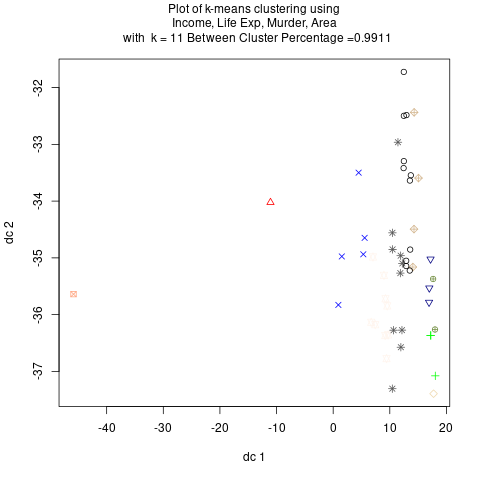 Plot of k-means clustering using
Income, Life Exp, Murder, Area
with k = 11 Between Cluster Percentage =0.9911
dc 2
-32
-33
-34
-35
-36
-37
-40
-30
-20
-10
0
10
20
dc 1